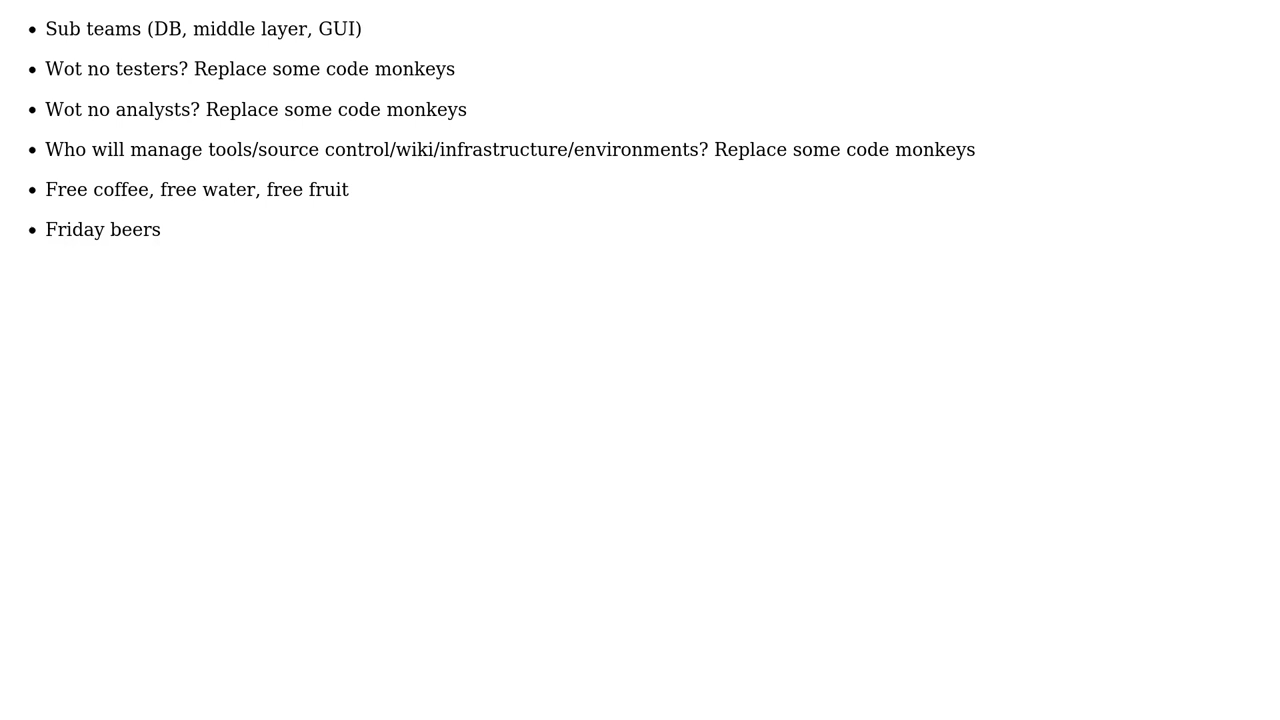 Sub teams (DB, middle layer, GUI)
Wot no testers? Replace some code monkeys
Wot no analysts? Replace some code monkeys
Who will manage tools/source control/wiki/infrastructure/environments? Replace some code monkeys
Free coffee, free water, free fruit
Friday beers